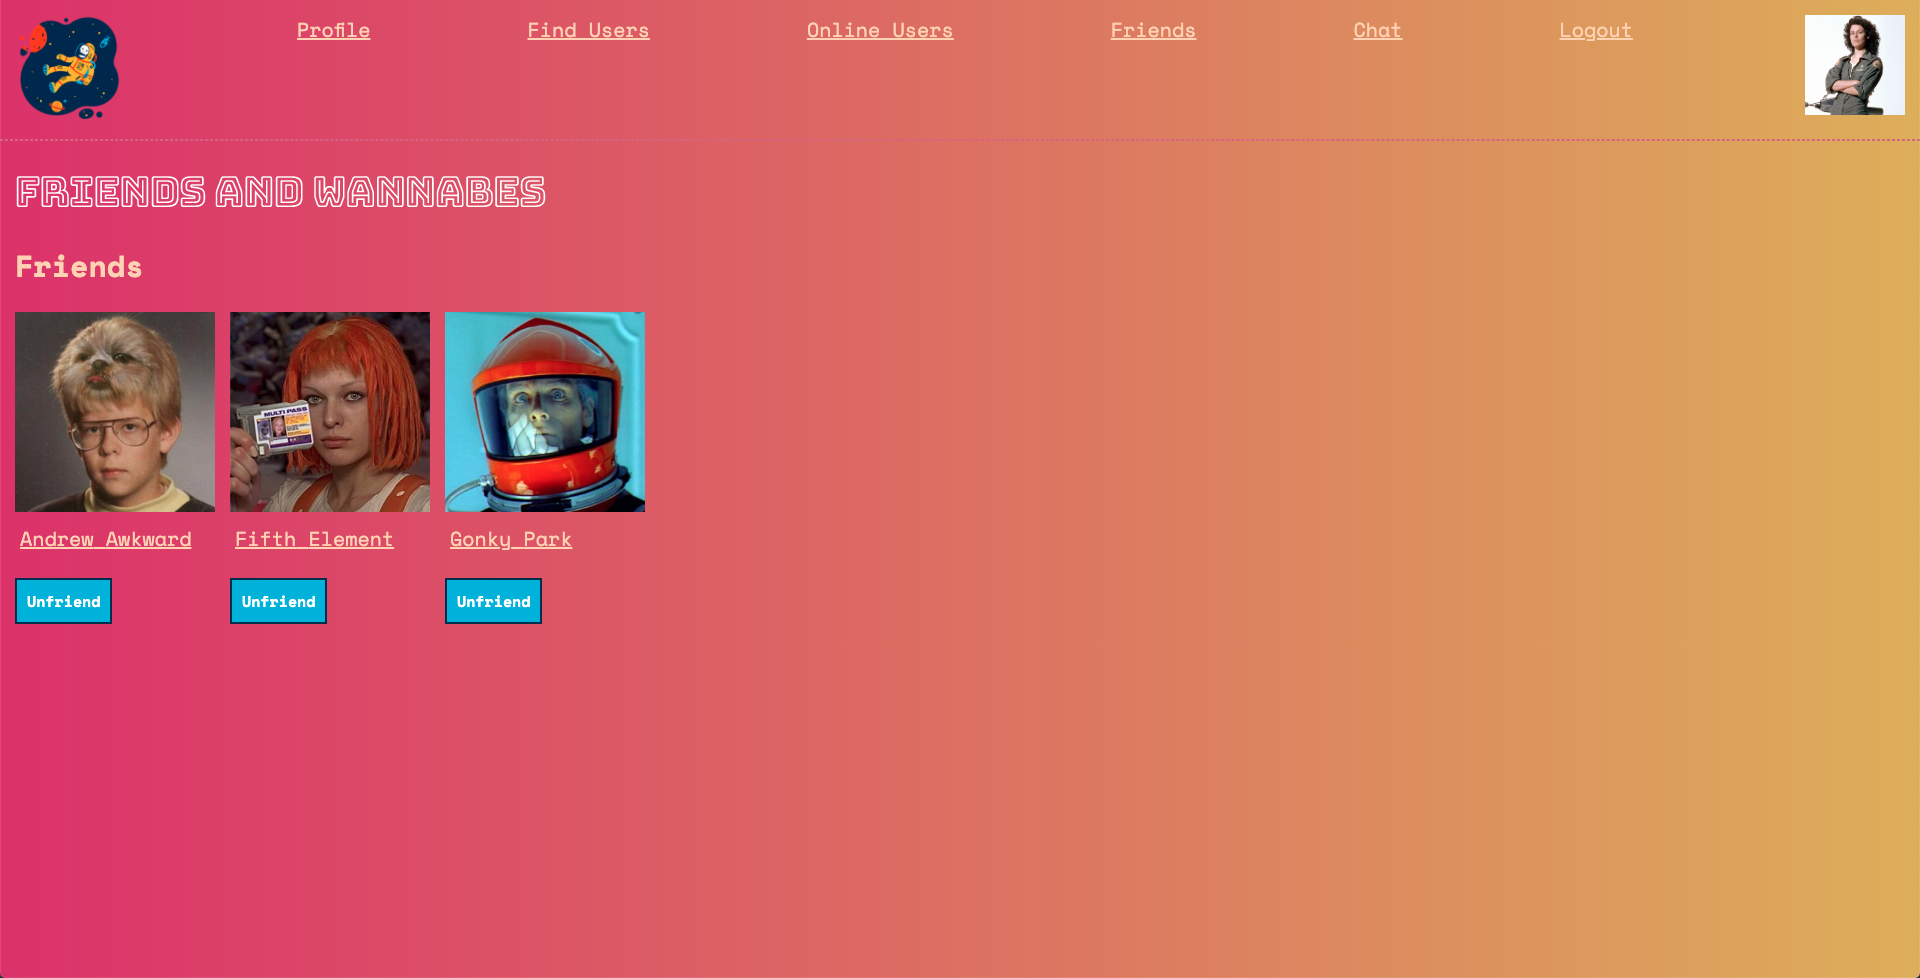 Profile Find Users Online Users Friends Chat Logout
FRIENDS AND WANNABES
Friends
MULTI PASS
Andrew Awkward Fifth Element Gonky Park
Unfriend Unfriend Unfriend